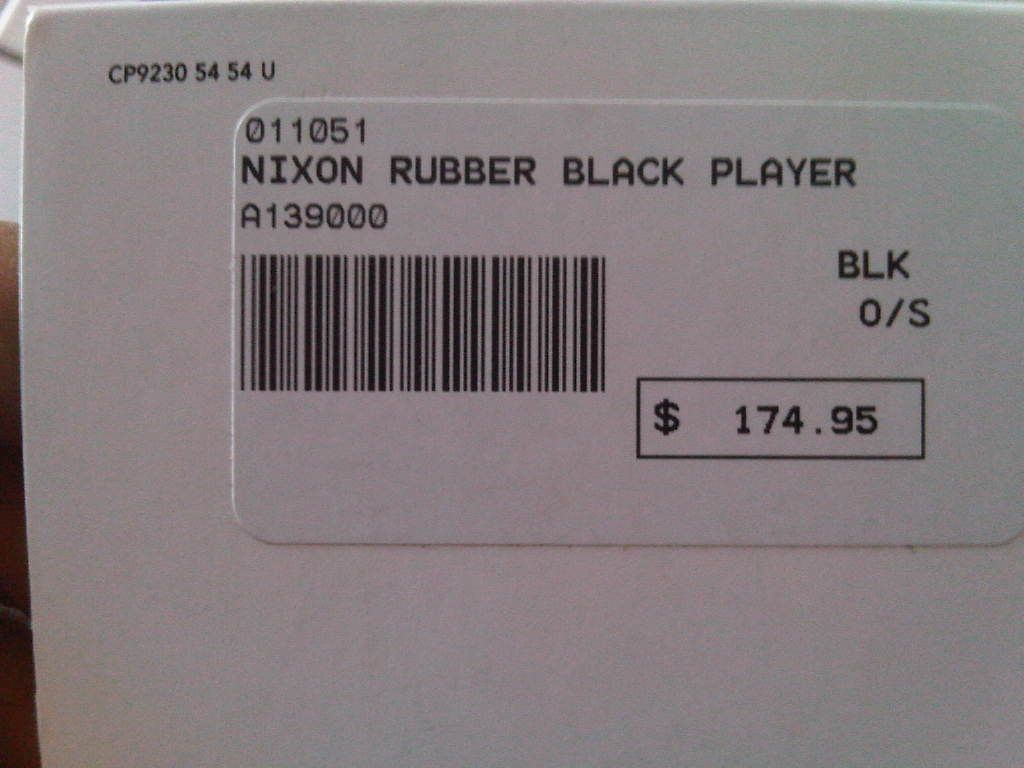 CP9230 54 54 U
011051
NIXON RUBBER BLACK PLAYER
A139000
BLK
O/S
$ 174.95